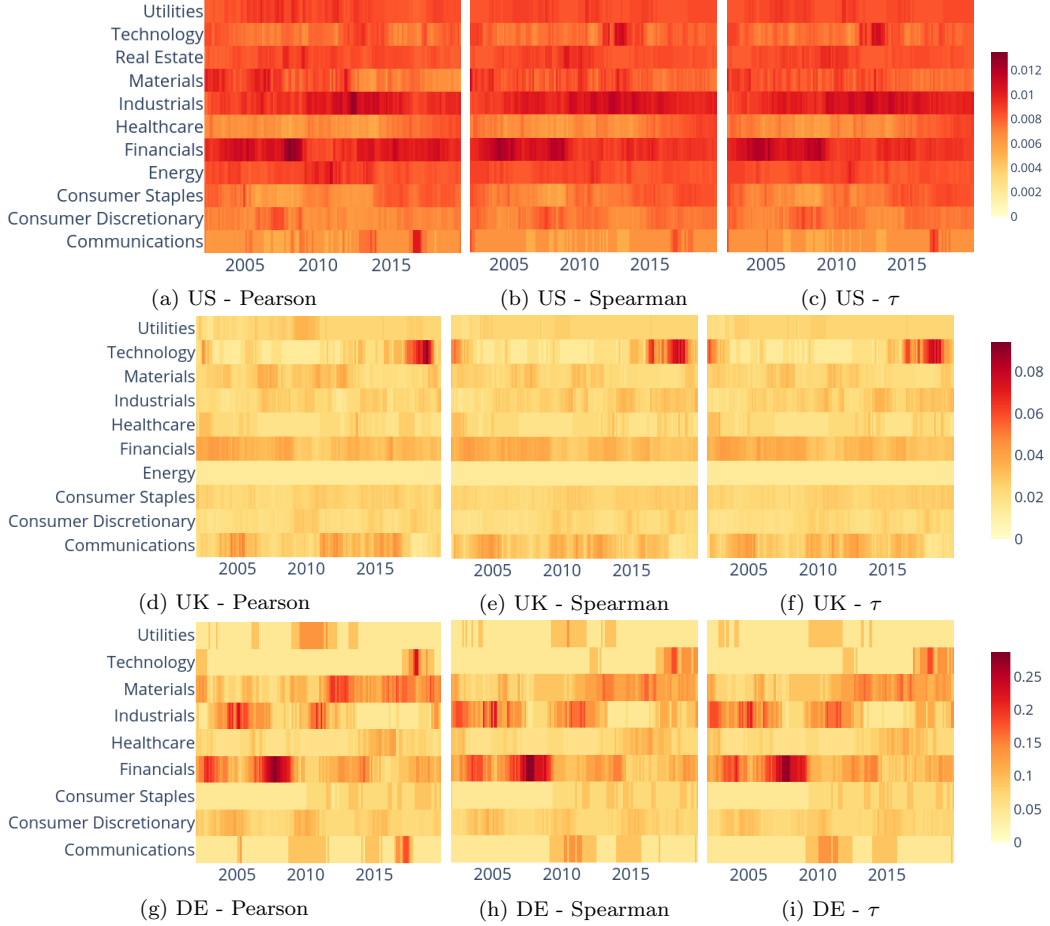 Utilities
Technology
Real Estate
Materials
Industrials
Healthcare
Financials
Energy
Consumer Staples
Consumer Discretionary
Communications
2005 2010 2015
2005 2010 2015
2005 2010 2015
0.012
0.01
0.008
0.006
0.004
0.002
0
(a) US - Pearson
(b) US - Spearman
(c) US - τ
Utilities
Technology
Materials
Industrials
Healthcare
Financials
Energy
Consumer Staples
Consumer Discretionary
Communications
2005 2010 2015
2005 2010 2015
2005 2010 2015
0.08
0.06
0.04
0.02
0
(d) UK - Pearson
(e) UK - Spearman
(f) UK - τ
Utilities
Technology
Materials
Industrials
Healthcare
Financials
Consumer Staples
Consumer Discretionary
Communications
2005 2010 2015
2005 2010 2015
2005 2010 2015
0.25
0.2
0.15
0.1
0.05
0
(g) DE - Pearson
(h) DE - Spearman
(i) DE - τ